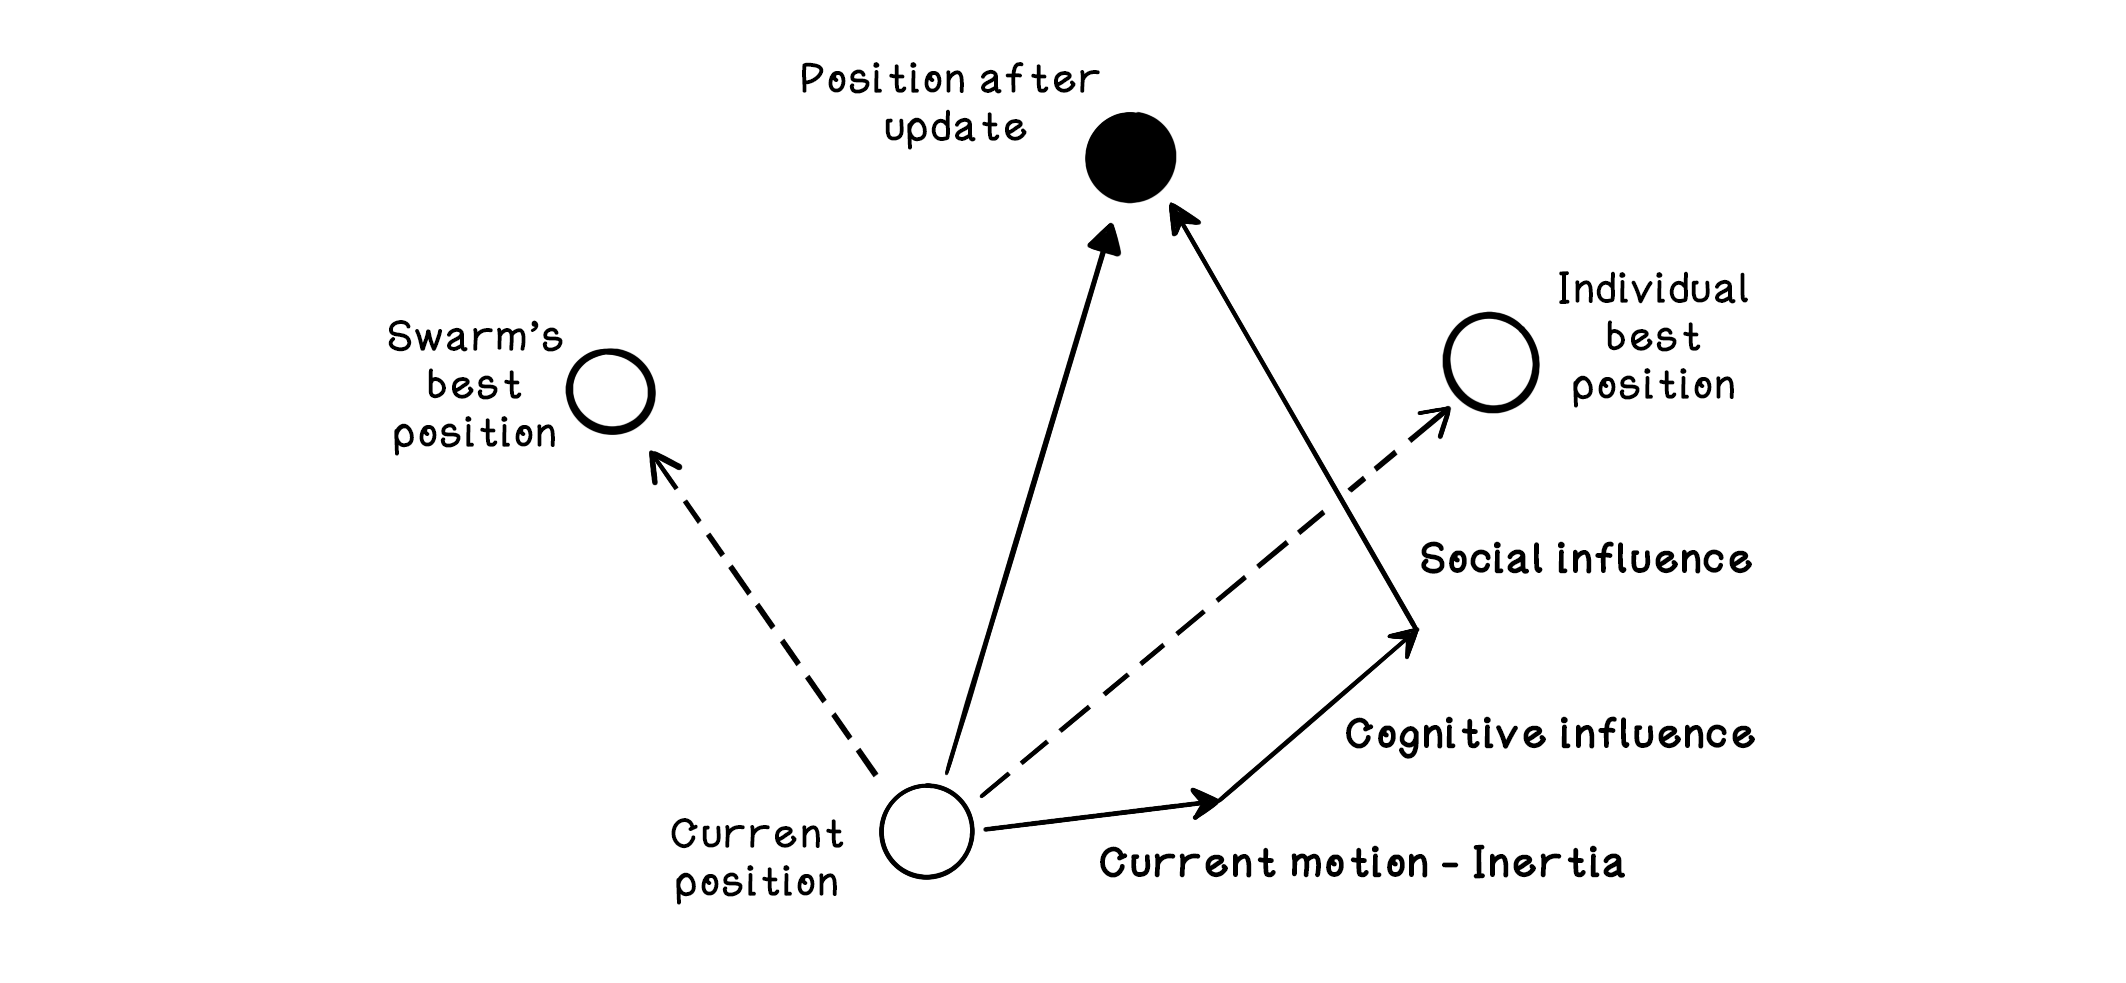 Position after
update
Swarm's
best
position
Individual
best
position
Social influence
Cognitive influence
Current
position
Current motion - Inertia